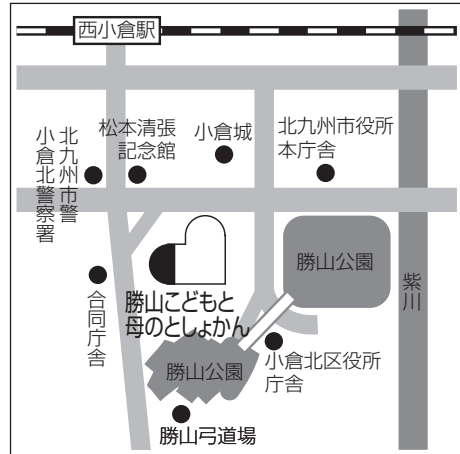 西小倉駅
北九州市警
小倉北警察署
松本清張
記念館
小倉城
北九州市役所
本庁舎
勝山公園
紫川
合同庁舎
勝山こどもと
母のとしょかん
勝山公園
小倉北区役所
庁舎
勝山弓道場